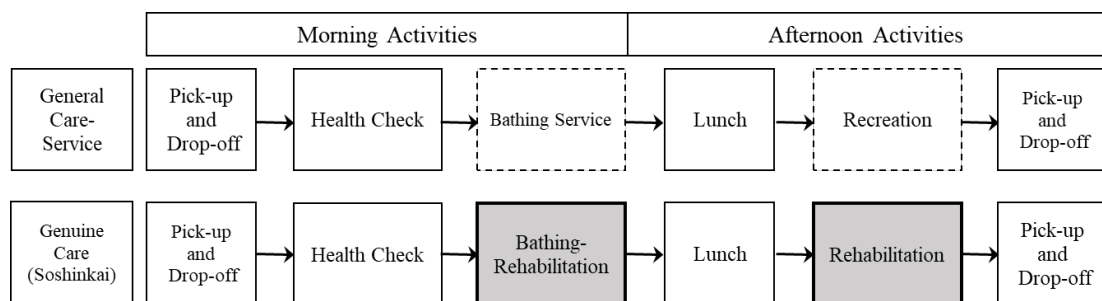 Morning Activities
Afternoon Activities
General
Care-
Service
Pick-up
and
Drop-off
Health Check
Bathing Service
Lunch
Recreation
Pick-up
and
Drop-off
Genuine
Care
(Soshinkai)
Pick-up
and
Drop-off
Health Check
Bathing-
Rehabilitation
Lunch
Rehabilitation
Pick-up
and
Drop-off